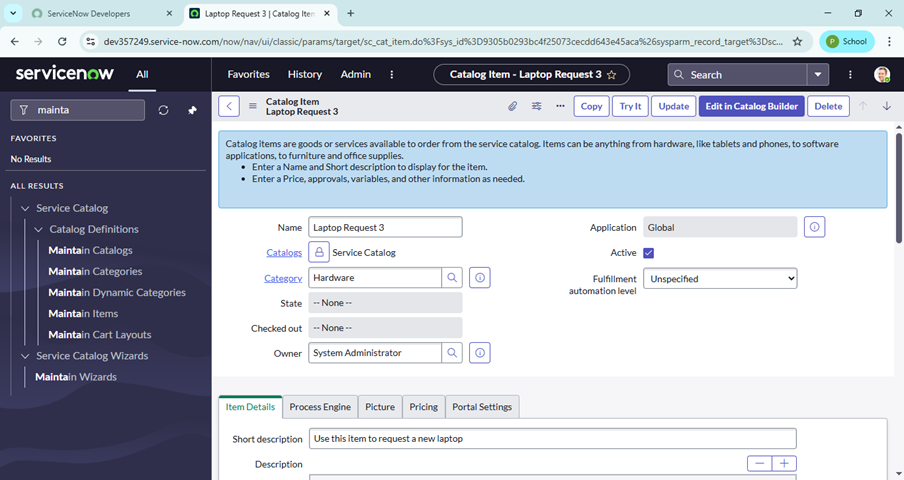 ServiceNow Developers
Laptop Request 3 | Catalog Item
dev357249.service-now.com/now/nav/ui/classic/params/target/sc_cat_item.do%3Fsys_id%3D9305b0293bc4f25073cecdd643e45aca%26sysparm_record_target%3Dsc...
School
servicenow
All
Favorites
History
Admin
Catalog Item - Laptop Request 3
Search
mainta
FAVORITES
No Results
ALL RESULTS
Service Catalog
Catalog Definitions
Maintain Catalogs
Maintain Categories
Maintain Dynamic Categories
Maintain Items
Maintain Cart Layouts
Service Catalog Wizards
Maintain Wizards
Catalog Item
Laptop Request 3
Copy
Try It
Update
Edit in Catalog Builder
Delete
Catalog items are goods or services available to order from the service catalog. Items can be anything from hardware, like tablets and phones, to software
applications, to furniture and office supplies.
• Enter a Name and Short description to display for the item.
• Enter a Price, approvals, variables, and other information as needed.
Name
Laptop Request 3
Catalogs
Service Catalog
Category
Hardware
State
-- None --
Checked out
-- None --
Owner
System Administrator
Application
Global
Active
Fulfillment
automation level
Unspecified
Item Details
Process Engine
Picture
Pricing
Portal Settings
Short description
Use this item to request a new laptop
Description